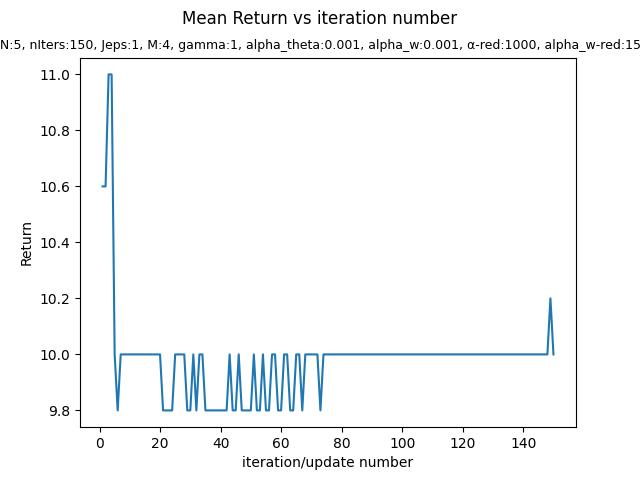 Mean Return vs iteration number
N:5, nIters:150, Jeps:1, M:4, gamma:1, alpha_theta:0.001, alpha_w:0.001, α-red:1000, alpha_w-red:15
11.0
10.8
10.6
10.4
10.2
10.0
9.8
Return
0 20 40 60 80 100 120 140
iteration/update number